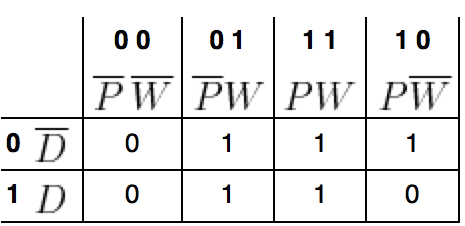 0 0 0 1 1 1 1 0
P̅ W̅ P̅W PW PW̅
0 D̅ 0 1 1 1
1 D 0 1 1 0